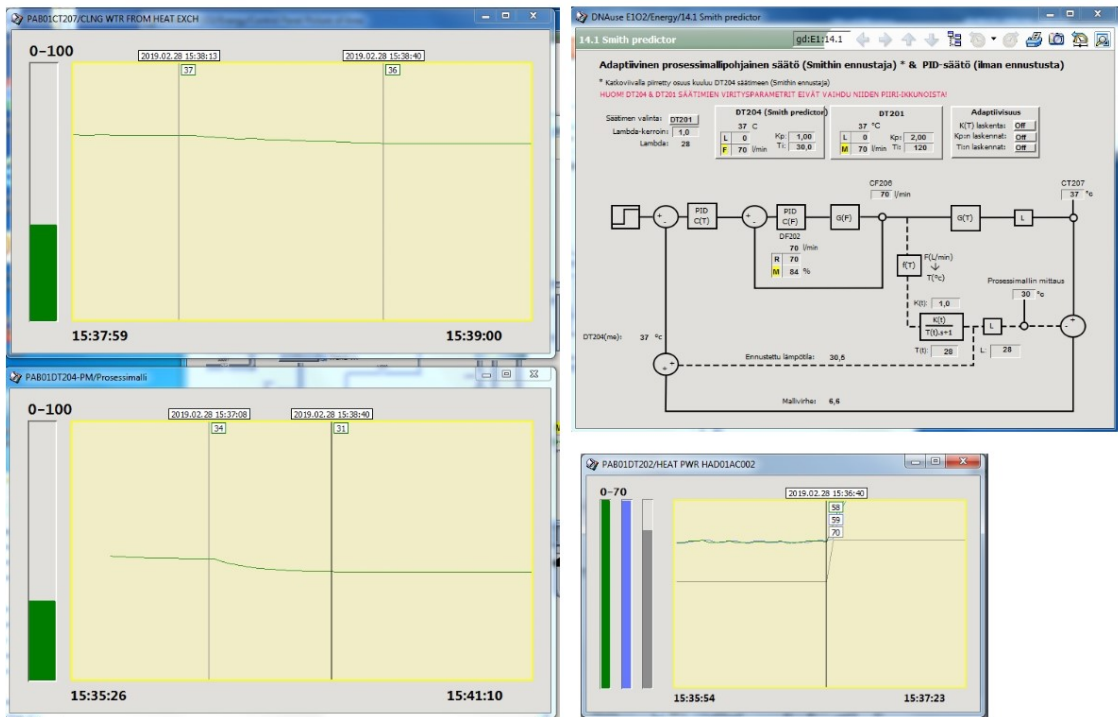 PAB01CT207/CLNG WTR FROM HEAT EXCH
0-100
2019.02.28 15:38:13
2019.02.28 15:38:40
37
36
15:37:59
15:39:00
PAB01DT204-PM/Prosessimalli
0-100
2019.02.28 15:37:08
2019.02.28 15:38:40
34
31
15:35:26
15:41:10
DNAuse E1O2/Energy/14.1 Smith predictor
14.1 Smith predictor
gd:E1:14.1
Adaptiivinen prosessimallipohjainen säätö (Smithin ennustaja) * & PID-säätö (ilman ennustusta)
* Katkoviivalla piirretty osuus kuuluu DT204 säätimeen (Smithin ennustaja)
HUOM! DT204 & DT201 SÄÄTIMIEN VIRITYSPARAMETRIT EIVÄT VAIHDU NIIDEN PIIRI-IKKUNOISTA!
Säätimen valinta: DT201
Lambda-kerroin: 1,0
Lambda: 28
DT204 (Smith predictor)
37 C
L 0 Kp: 1,00
F 70 l/min Ti: 30,0
DT201
37 °C
L 0 Kp: 2,00
M 70 l/min Ti: 120
Adaptiivisuus
K(T) laskenta: Off
Kp:n laskennat: Off
Ti:n laskennat: Off
CF206
70 l/min
CT207
37 °c
PID
C(T)
PID
C(F)
G(F)
G(T)
L
DF202
70 l/min
R 70
M 84 %
f(T)
F(L/min)
T(°c)
Prosessimallin mittaus
30 °c
K(t): 1,0
K(t)
T(t).s+1
L
T(t): 28
L: 28
DT204(me): 37 °c
Ennustettu lämpötila: 30,5
Mallivirhe: 6,6
PAB01DT202/HEAT PWR HAD01AC002
0-70
2019.02.28 15:36:40
58
59
70
15:35:54
15:37:23